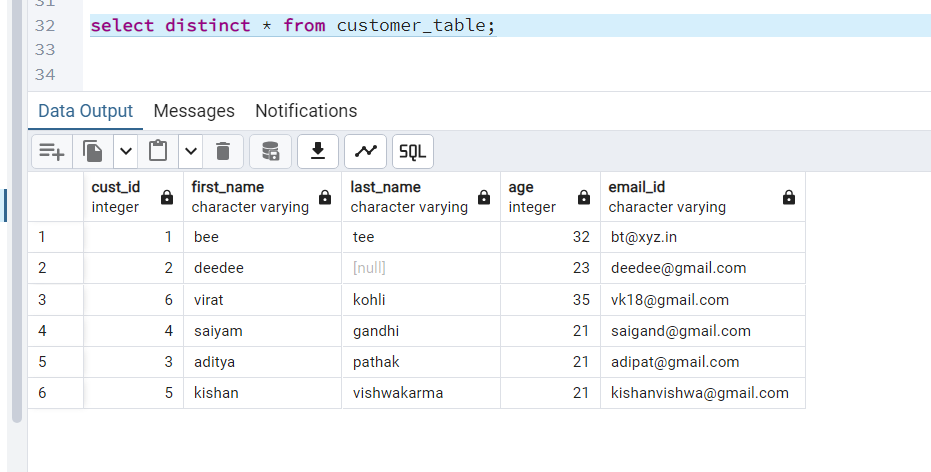 31
32 select distinct * from customer_table;
33
34
Data Output Messages Notifications
SQL
cust_id first_name last_name age email_id
integer character varying character varying integer character varying
1 1 bee tee 32 bt@xyz.in
2 2 deedee [null] 23 deedee@gmail.com
3 6 virat kohli 35 vk18@gmail.com
4 4 saiyam gandhi 21 saigand@gmail.com
5 3 aditya pathak 21 adipat@gmail.com
6 5 kishan vishwakarma 21 kishanvishwa@gmail.com